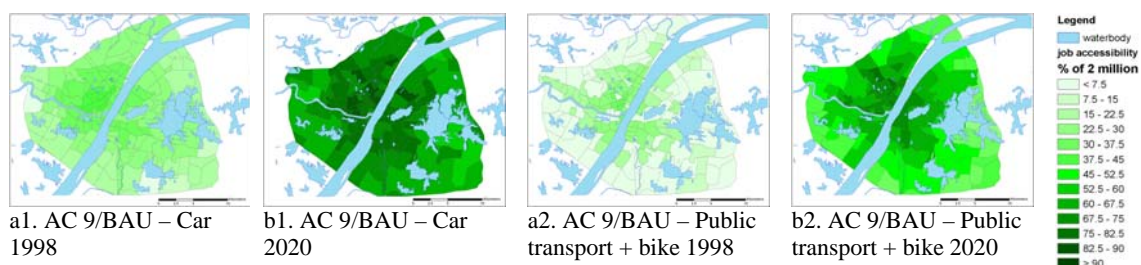 a1. AC 9/BAU – Car
1998
b1. AC 9/BAU – Car
2020
a2. AC 9/BAU – Public
transport + bike 1998
b2. AC 9/BAU – Public
transport + bike 2020
Legend
waterbody
job accessibility
% of 2 million
< 7.5
7.5 - 15
15 - 22.5
22.5 - 30
30 - 37.5
37.5 - 45
45 - 52.5
52.5 - 60
60 - 67.5
67.5 - 75
75 - 82.5
82.5 - 90
> 90